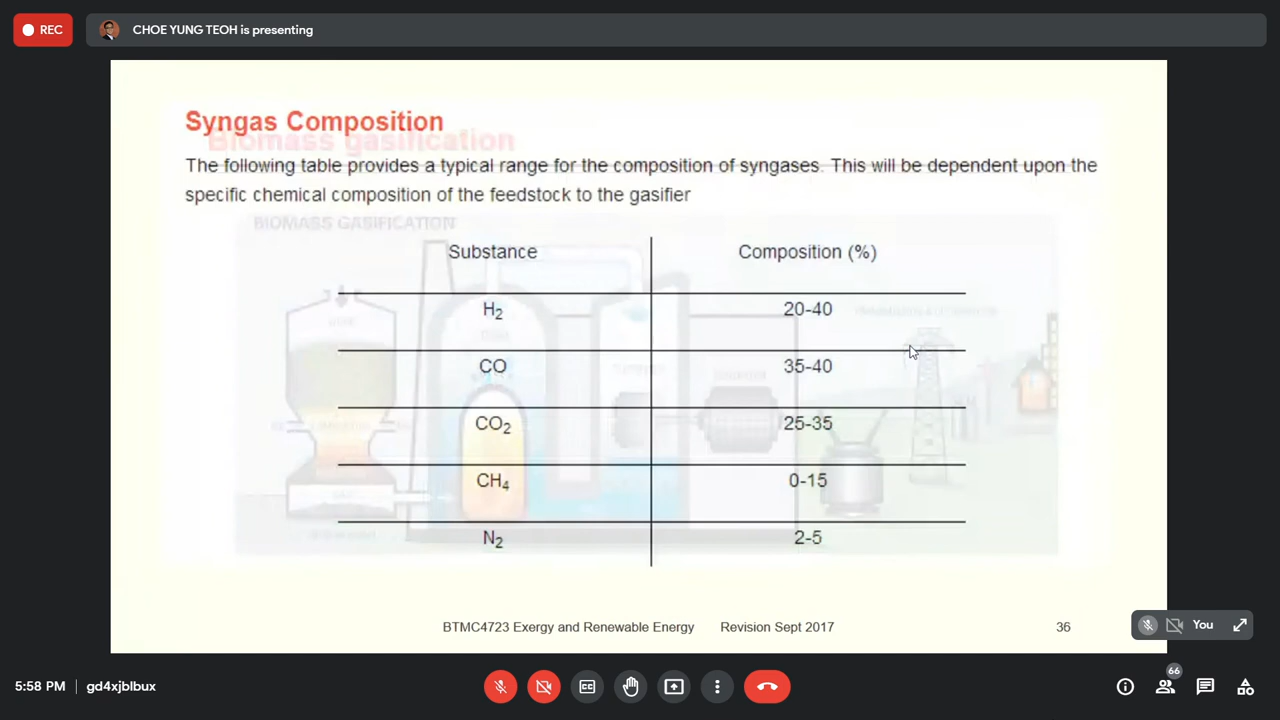 REC
CHOE YUNG TEOH is presenting
Syngas Composition
Biomass gasification
The following table provides a typical range for the composition of syngases. This will be dependent upon the
specific chemical composition of the feedstock to the gasifier
BIOMASS GASIFICATION
Substance Composition (%)
H₂ 20-40
CO 35-40
CO₂ 25-35
CH₄ 0-15
N₂ 2-5
BTMC4723 Exergy and Renewable Energy Revision Sept 2017 36
You
66
5:58 PM | gd4xjblbux